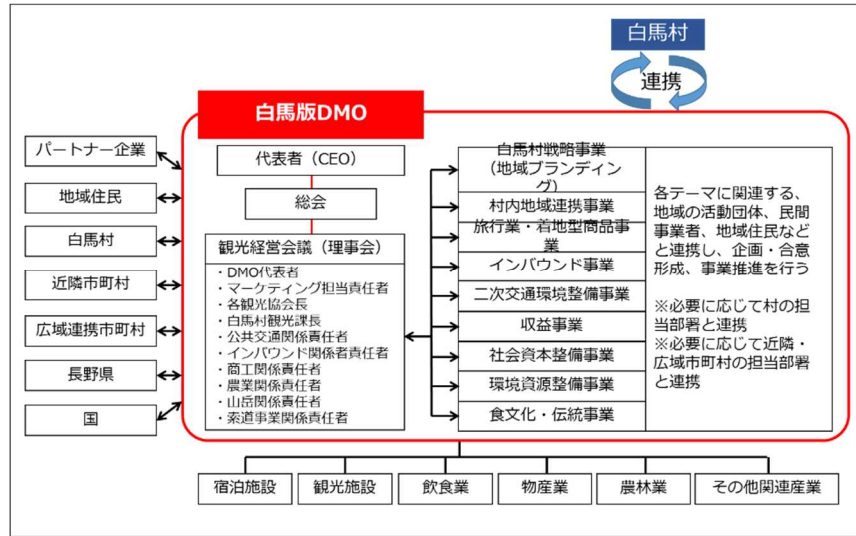 白馬村
連携
白馬版DMO
パートナー企業
地域住民
白馬村
近隣市町村
広域連携市町村
長野県
国
代表者（CEO）
総会
観光経営会議（理事会）
・DMO代表者
・マーケティング担当責任者
・各観光協会長
・白馬村観光課長
・公共交通関係責任者
・インバウンド関係者責任者
・商工関係責任者
・農業関係責任者
・山岳関係責任者
・索道事業関係責任者
白馬村戦略事業
（地域ブランディン
グ）
村内地域連携事業
旅行業・着地型商品事
業
インバウンド事業
二次交通環境整備事業
収益事業
社会資本整備事業
環境資源整備事業
食文化・伝統事業
各テーマに関連する、
地域の活動団体、民間
事業者、地域住民など
と連携し、企画・合意
形成、事業推進を行う
※必要に応じて村の担
当部署と連携
※必要に応じて近隣・
広域市町村の担当部署
と連携
宿泊施設
観光施設
飲食業
物産業
農林業
その他関連産業